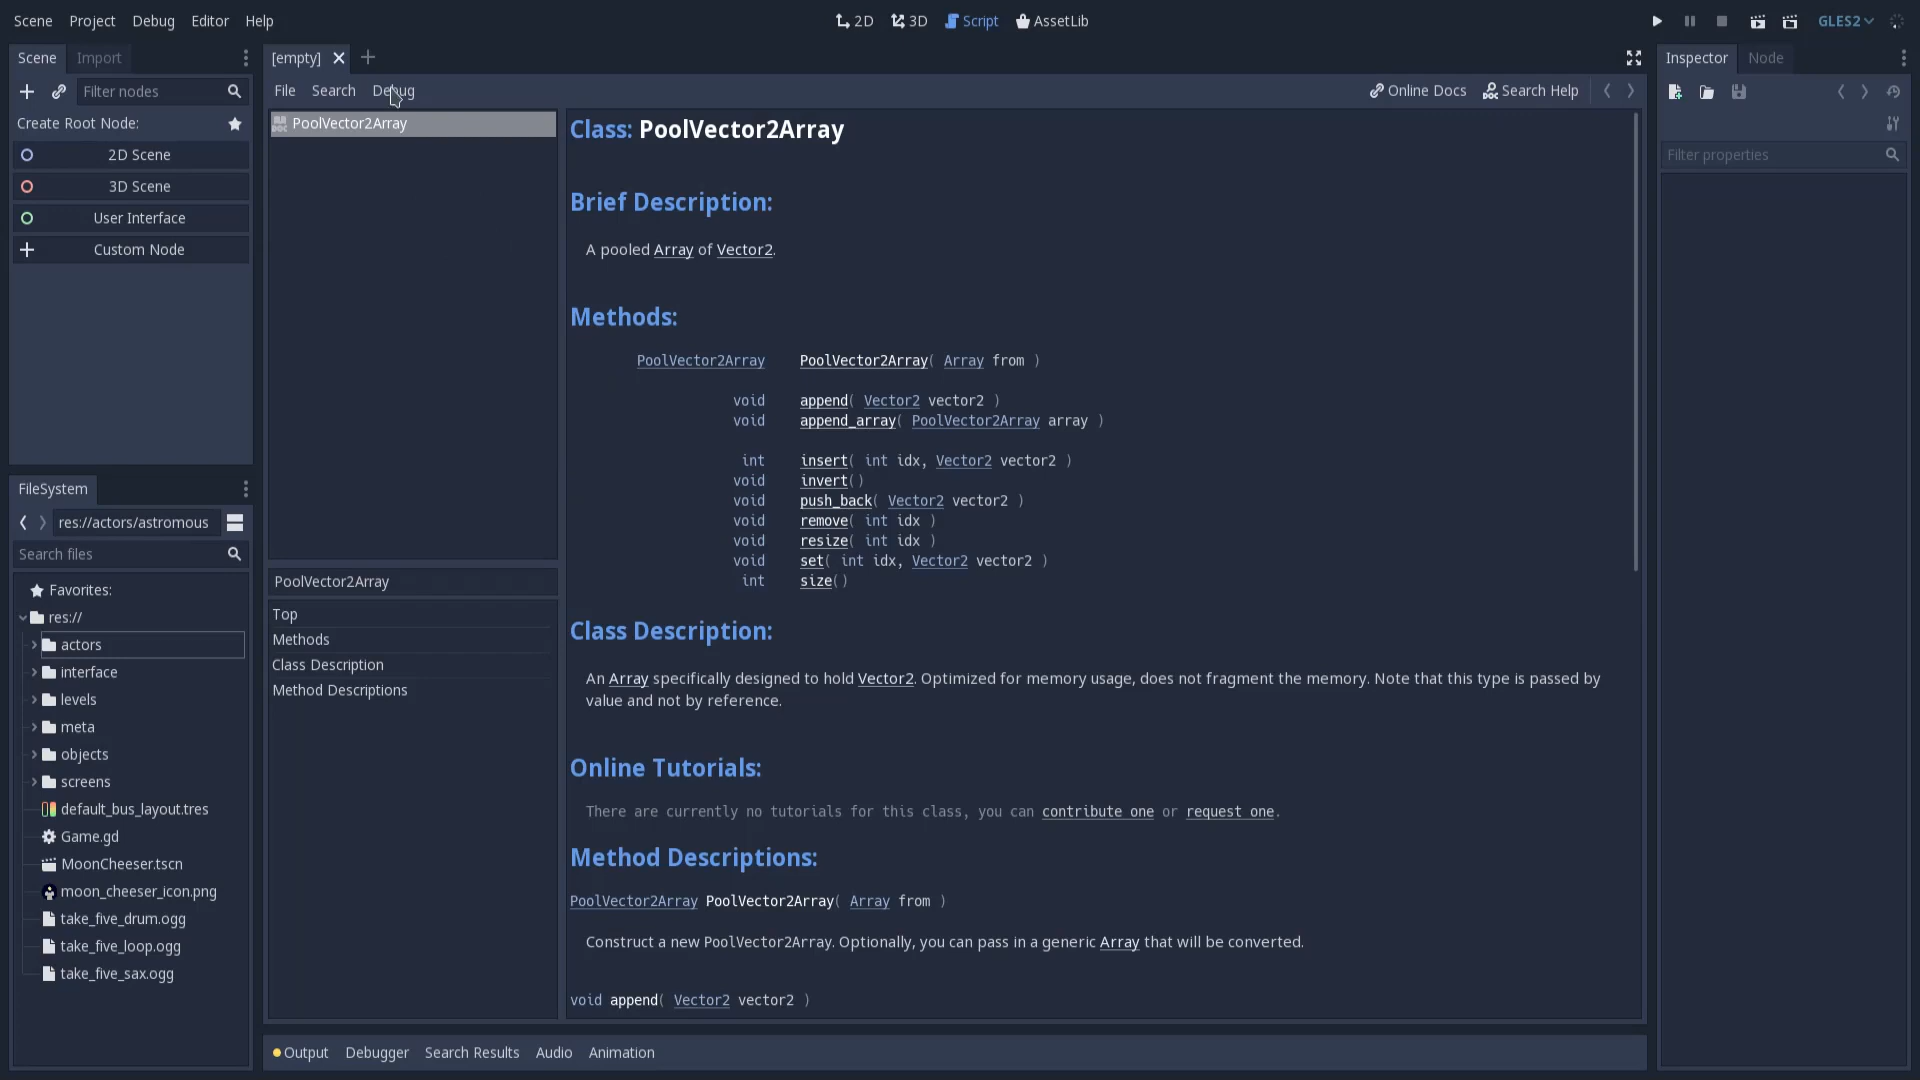 Scene Project Debug Editor Help
2D 3D Script AssetLib
GLES2
Scene Import
Filter nodes
Create Root Node:
2D Scene
3D Scene
User Interface
Custom Node
FileSystem
res://actors/astromous
Search files
Favorites:
res://
actors
interface
levels
meta
objects
screens
default_bus_layout.tres
Game.gd
MoonCheeser.tscn
moon_cheeser_icon.png
take_five_drum.ogg
take_five_loop.ogg
take_five_sax.ogg
[empty]
File Search Debug
Online Docs Search Help
PoolVector2Array
PoolVector2Array
Top
Methods
Class Description
Method Descriptions
Class: PoolVector2Array
Brief Description:
A pooled Array of Vector2.
Methods:
PoolVector2Array PoolVector2Array( Array from )
void append( Vector2 vector2 )
void append_array( PoolVector2Array array )
int insert( int idx, Vector2 vector2 )
void invert()
void push_back( Vector2 vector2 )
void remove( int idx )
void resize( int idx )
void set( int idx, Vector2 vector2 )
int size()
Class Description:
An Array specifically designed to hold Vector2. Optimized for memory usage, does not fragment the memory. Note that this type is passed by
value and not by reference.
Online Tutorials:
There are currently no tutorials for this class, you can contribute one or request one.
Method Descriptions:
PoolVector2Array PoolVector2Array( Array from )
Construct a new PoolVector2Array. Optionally, you can pass in a generic Array that will be converted.
void append( Vector2 vector2 )
Output Debugger Search Results Audio Animation
Inspector Node
Filter properties